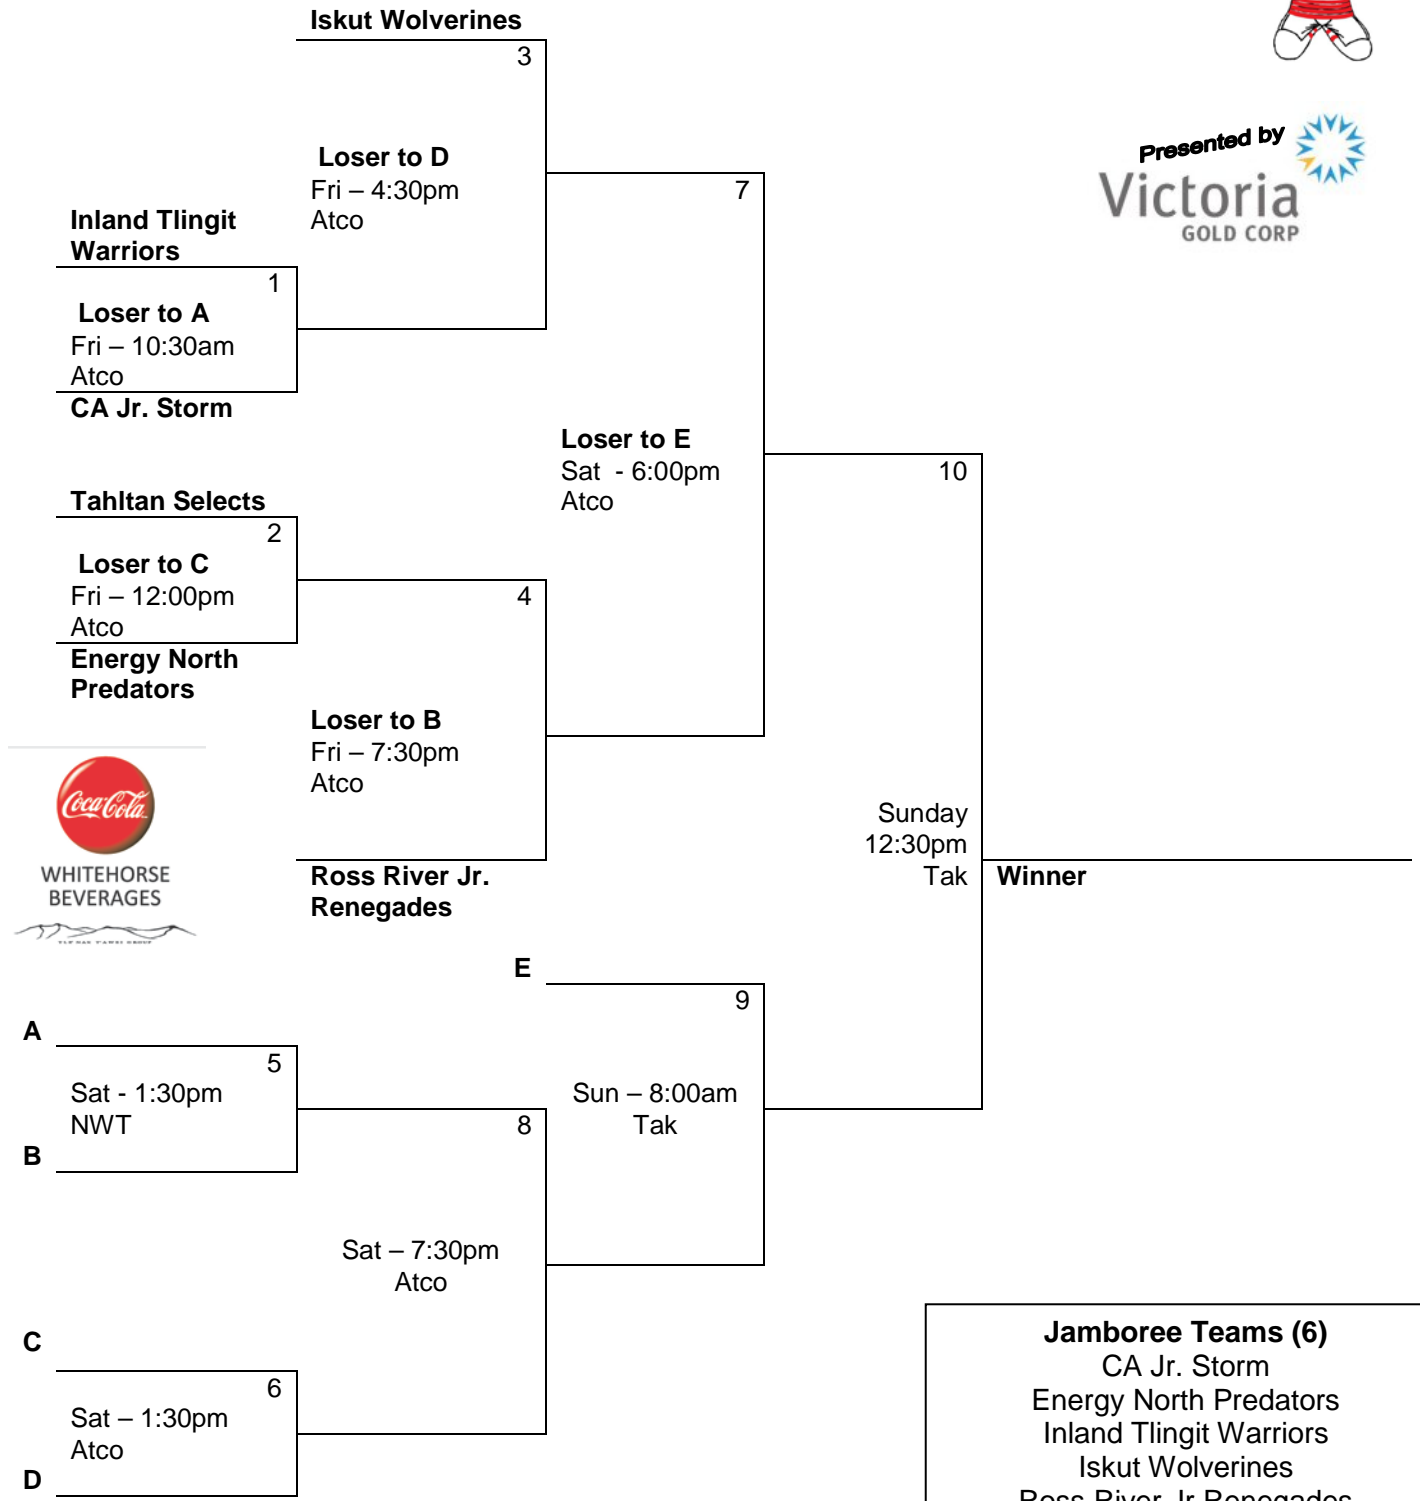 Iskut Wolverines
3
Loser to D
Fri – 4:30pm
Atco
Presented by
Victoria
GOLD CORP
7
Inland Tlingit
Warriors
1
Loser to A
Fri – 10:30am
Atco
CA Jr. Storm
Loser to E
Sat - 6:00pm
Atco
10
Tahltan Selects
2
Loser to C
Fri – 12:00pm
Atco
Energy North
Predators
4
Loser to B
Fri – 7:30pm
Atco
Ross River Jr.
Renegades
Coca-Cola
WHITEHORSE
BEVERAGES
Sunday
12:30pm
Tak
Winner
E
9
Sun – 8:00am
Tak
A
5
Sat - 1:30pm
NWT
B
8
Sat – 7:30pm
Atco
C
6
Sat – 1:30pm
Atco
D
Jamboree Teams (6)
CA Jr. Storm
Energy North Predators
Inland Tlingit Warriors
Iskut Wolverines
Ross River Jr Renegades